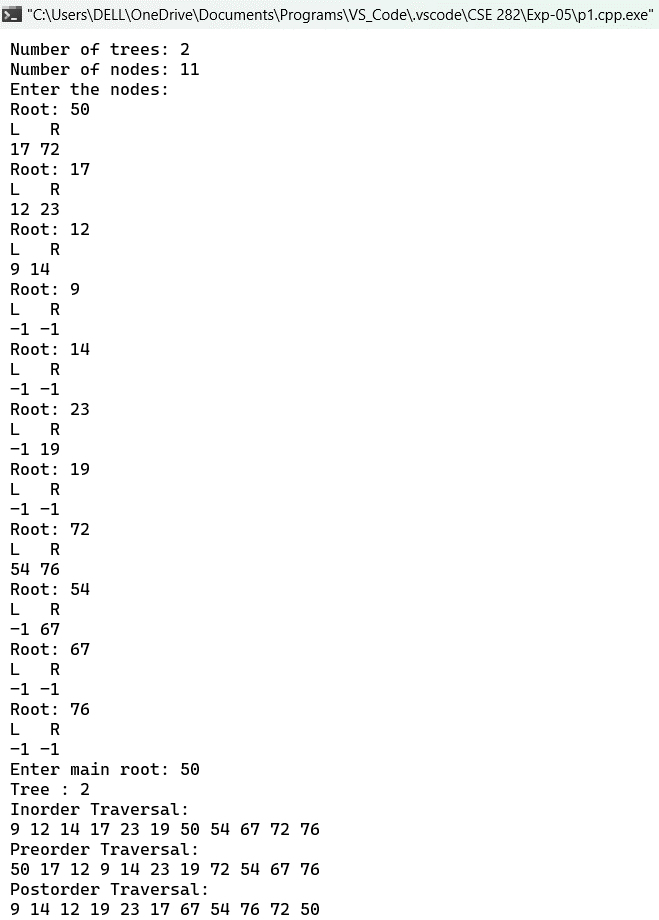 "C:\Users\DELL\OneDrive\Documents\Programs\VS_Code\.vscode\CSE 282\Exp-05\p1.cpp.exe"
Number of trees: 2
Number of nodes: 11
Enter the nodes:
Root: 50
L   R
17 72
Root: 17
L   R
12 23
Root: 12
L   R
9 14
Root: 9
L   R
-1 -1
Root: 14
L   R
-1 -1
Root: 23
L   R
-1 19
Root: 19
L   R
-1 -1
Root: 72
L   R
54 76
Root: 54
L   R
-1 67
Root: 67
L   R
-1 -1
Root: 76
L   R
-1 -1
Enter main root: 50
Tree : 2
Inorder Traversal:
9 12 14 17 23 19 50 54 67 72 76
Preorder Traversal:
50 17 12 9 14 23 19 72 54 67 76
Postorder Traversal:
9 14 12 19 23 17 67 54 76 72 50